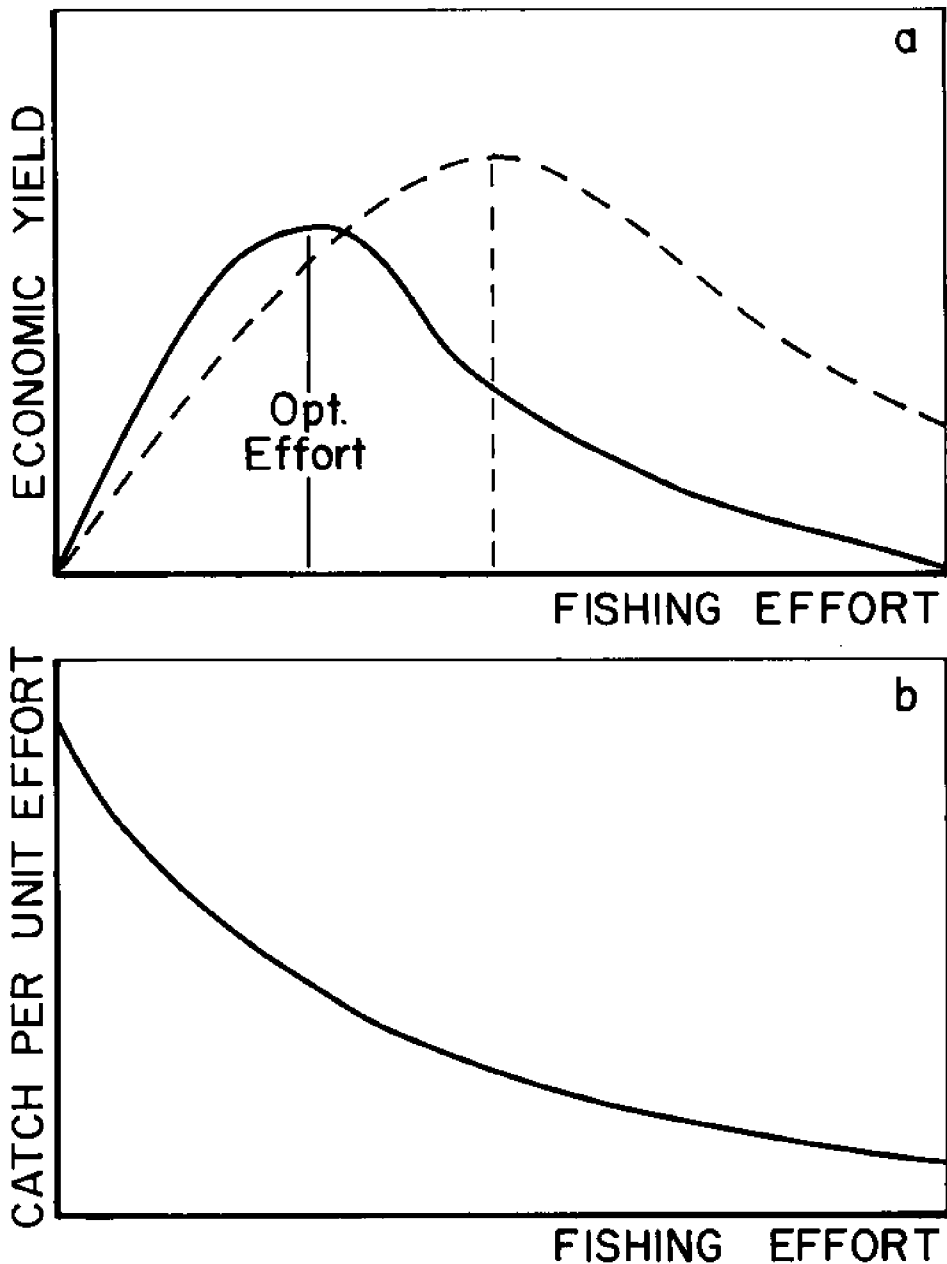 a
ECONOMIC YIELD
Opt.
Effort
FISHING EFFORT
b
CATCH PER UNIT EFFORT
FISHING EFFORT